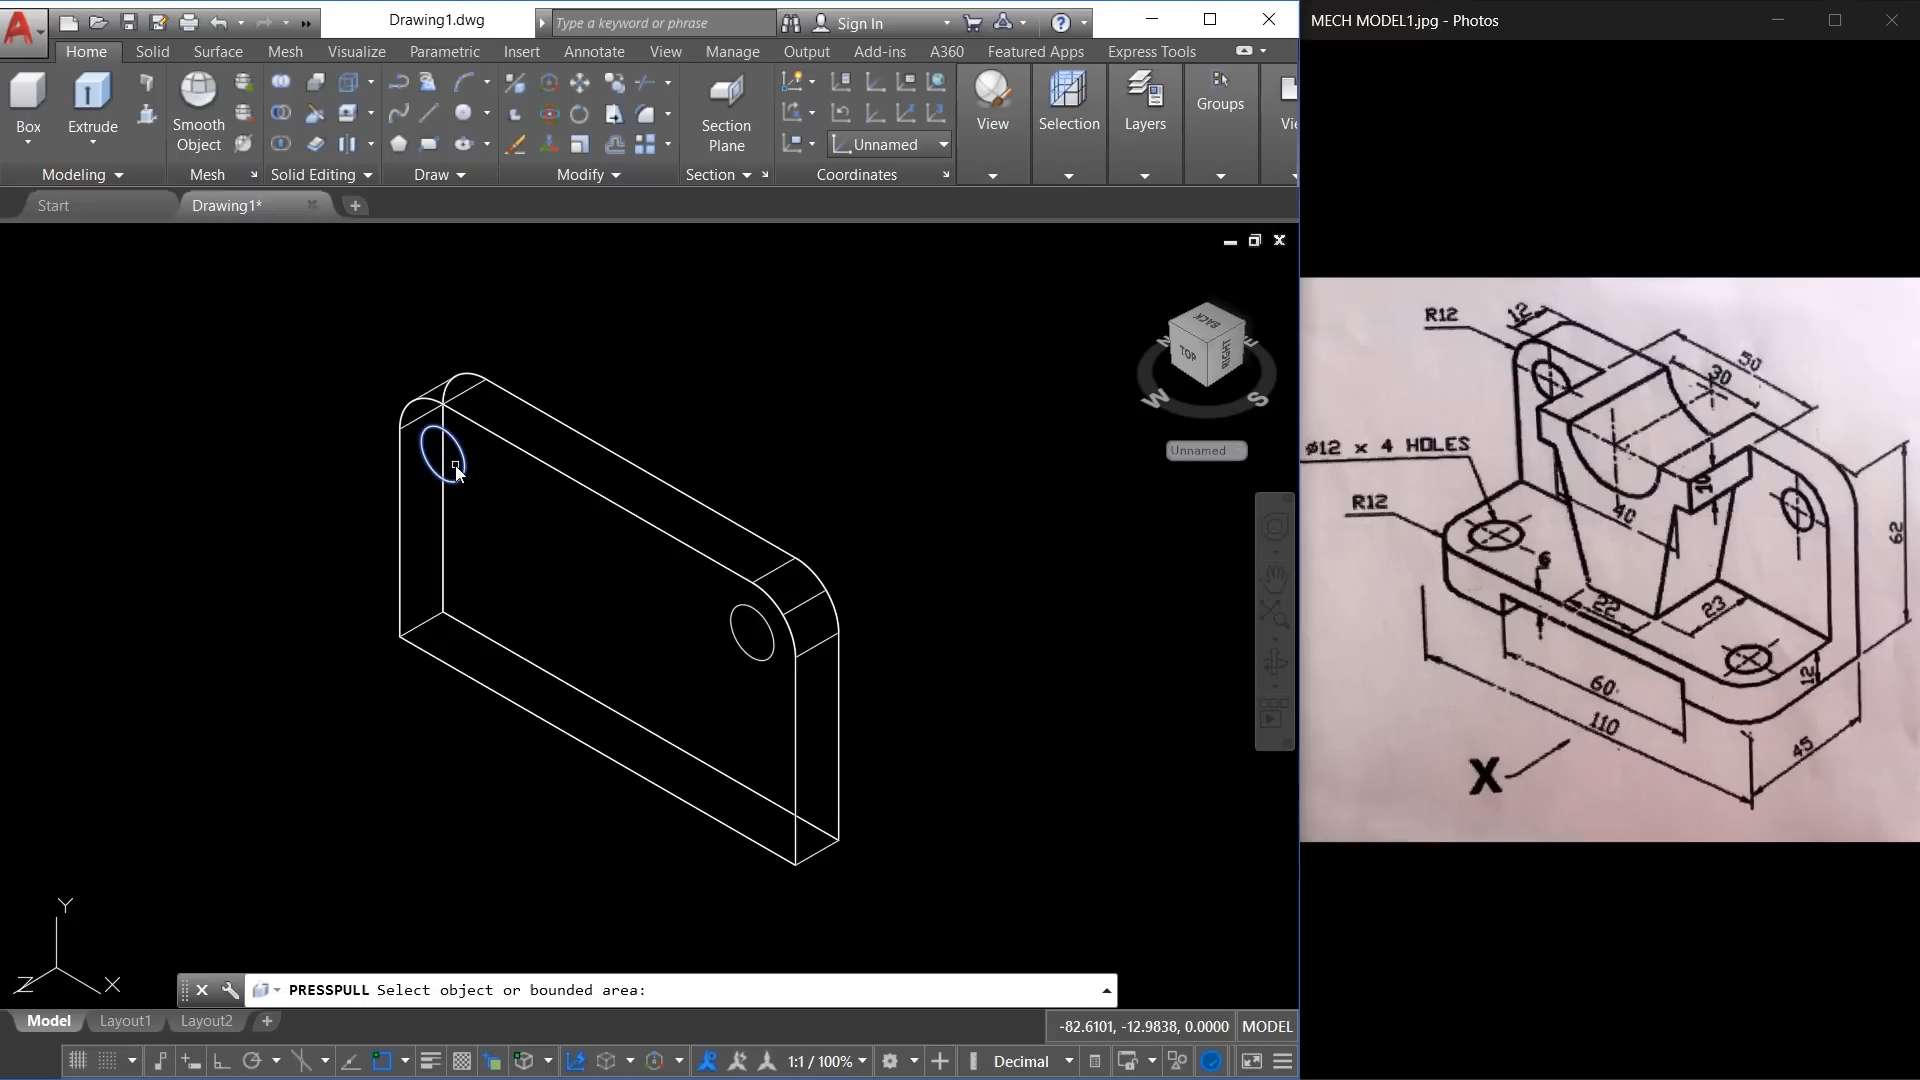 Drawing1.dwg
Type a keyword or phrase
Sign In
MECH MODEL1.jpg - Photos
Home Solid Surface Mesh Visualize Parametric Insert Annotate View Manage Output Add-ins A360 Featured Apps Express Tools
Box
Extrude
Smooth
Object
Section
Plane
Unnamed
View
Selection
Layers
Groups
Modeling Mesh Solid Editing Draw Modify Section Coordinates
Start
Drawing1*
BACK
TOP
RIGHT
W
S
Unnamed
R12
12
50
30
ø12 x 4 HOLES
10
R12
40
62
6
22
23
12
60
110
45
X
Y
Z
X
PRESSPULL Select object or bounded area:
Model Layout1 Layout2
-82.6101, -12.9838, 0.0000 MODEL
1:1 / 100%
Decimal